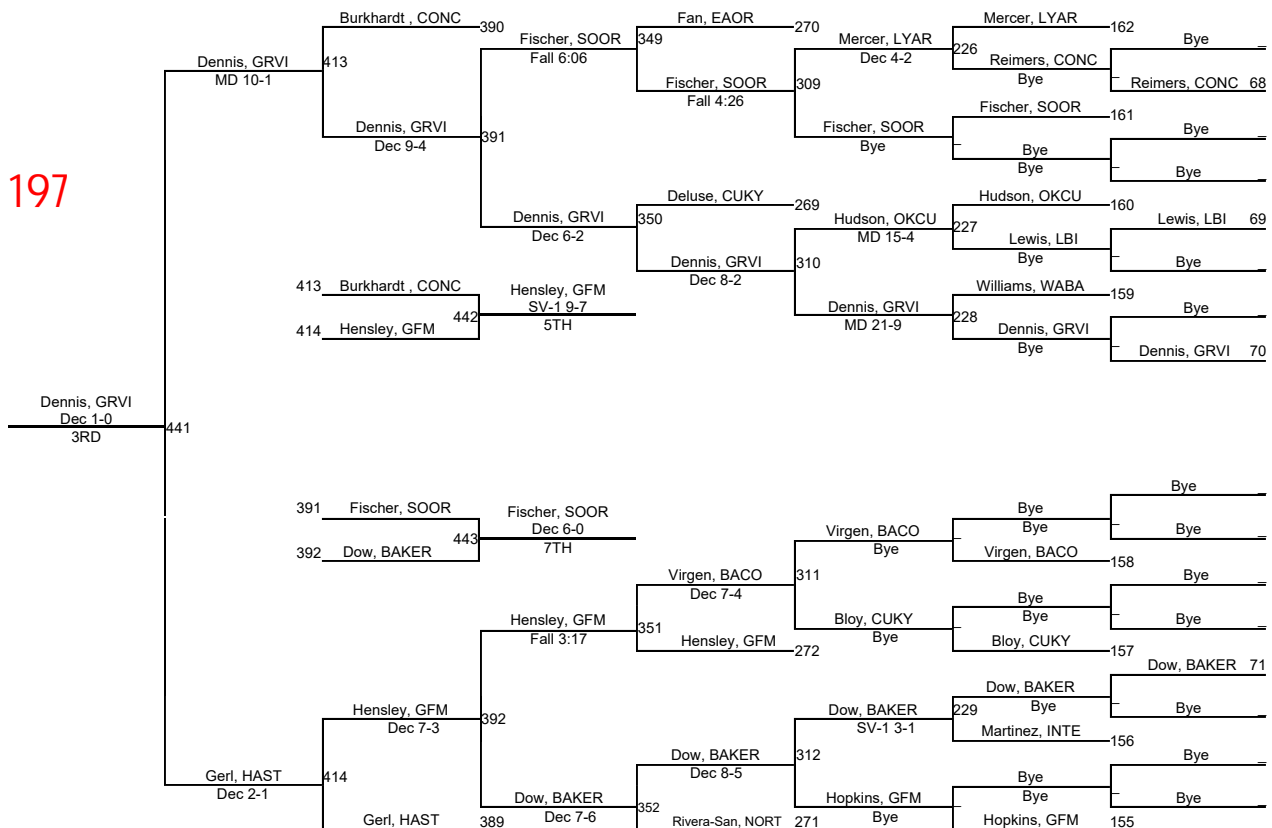 Burkhardt , CONC
390
Fan, EAOR
270
Mercer, LYAR
162
Fischer, SOOR
349
Mercer, LYAR
226
Bye
Fall 6:06
Dec 4-2
Dennis, GRVI
413
Reimers, CONC
MD 10-1
Bye
Fischer, SOOR
309
Reimers, CONC 68
Fall 4:26
Fischer, SOOR
161
Dennis, GRVI
391
Fischer, SOOR
Bye
Dec 9-4
Bye
Bye
Bye
Bye
197
Deluse, CUKY
269
Hudson, OKCU
160
Dennis, GRVI
350
Hudson, OKCU
227
Lewis, LBI 69
Dec 6-2
MD 15-4
Lewis, LBI
Bye
Dennis, GRVI
310
Bye
Dec 8-2
413 Burkhardt , CONC
Hensley, GFM
Williams, WABA
159
SV-1 9-7
Dennis, GRVI
228
Bye
442
5TH
MD 21-9
414 Hensley, GFM
Dennis, GRVI
Bye
Dennis, GRVI 70
Dennis, GRVI
Dec 1-0
441
3RD
Bye
391 Fischer, SOOR
Fischer, SOOR
Bye
Dec 6-0
Bye
Bye
443
7TH
Virgen, BACO
392 Dow, BAKER
Bye
Virgen, BACO
158
Virgen, BACO
311
Bye
Dec 7-4
Bye
Hensley, GFM
351
Bloy, CUKY
Bye
Bye
Fall 3:17
Bye
Hensley, GFM
272
Bloy, CUKY
157
Dow, BAKER 71
Dow, BAKER
Hensley, GFM
392
Dow, BAKER
229
Bye
Bye
Dec 7-3
SV-1 3-1
Martinez, INTE
156
Dow, BAKER
312
Bye
Dec 8-5
Gerl, HAST
414
Bye
Dec 2-1
Bye
Dow, BAKER
352
Hopkins, GFM
Bye
Dec 7-6
Bye
Gerl, HAST
389
Rivera-San, NORT
271
Hopkins, GFM
155